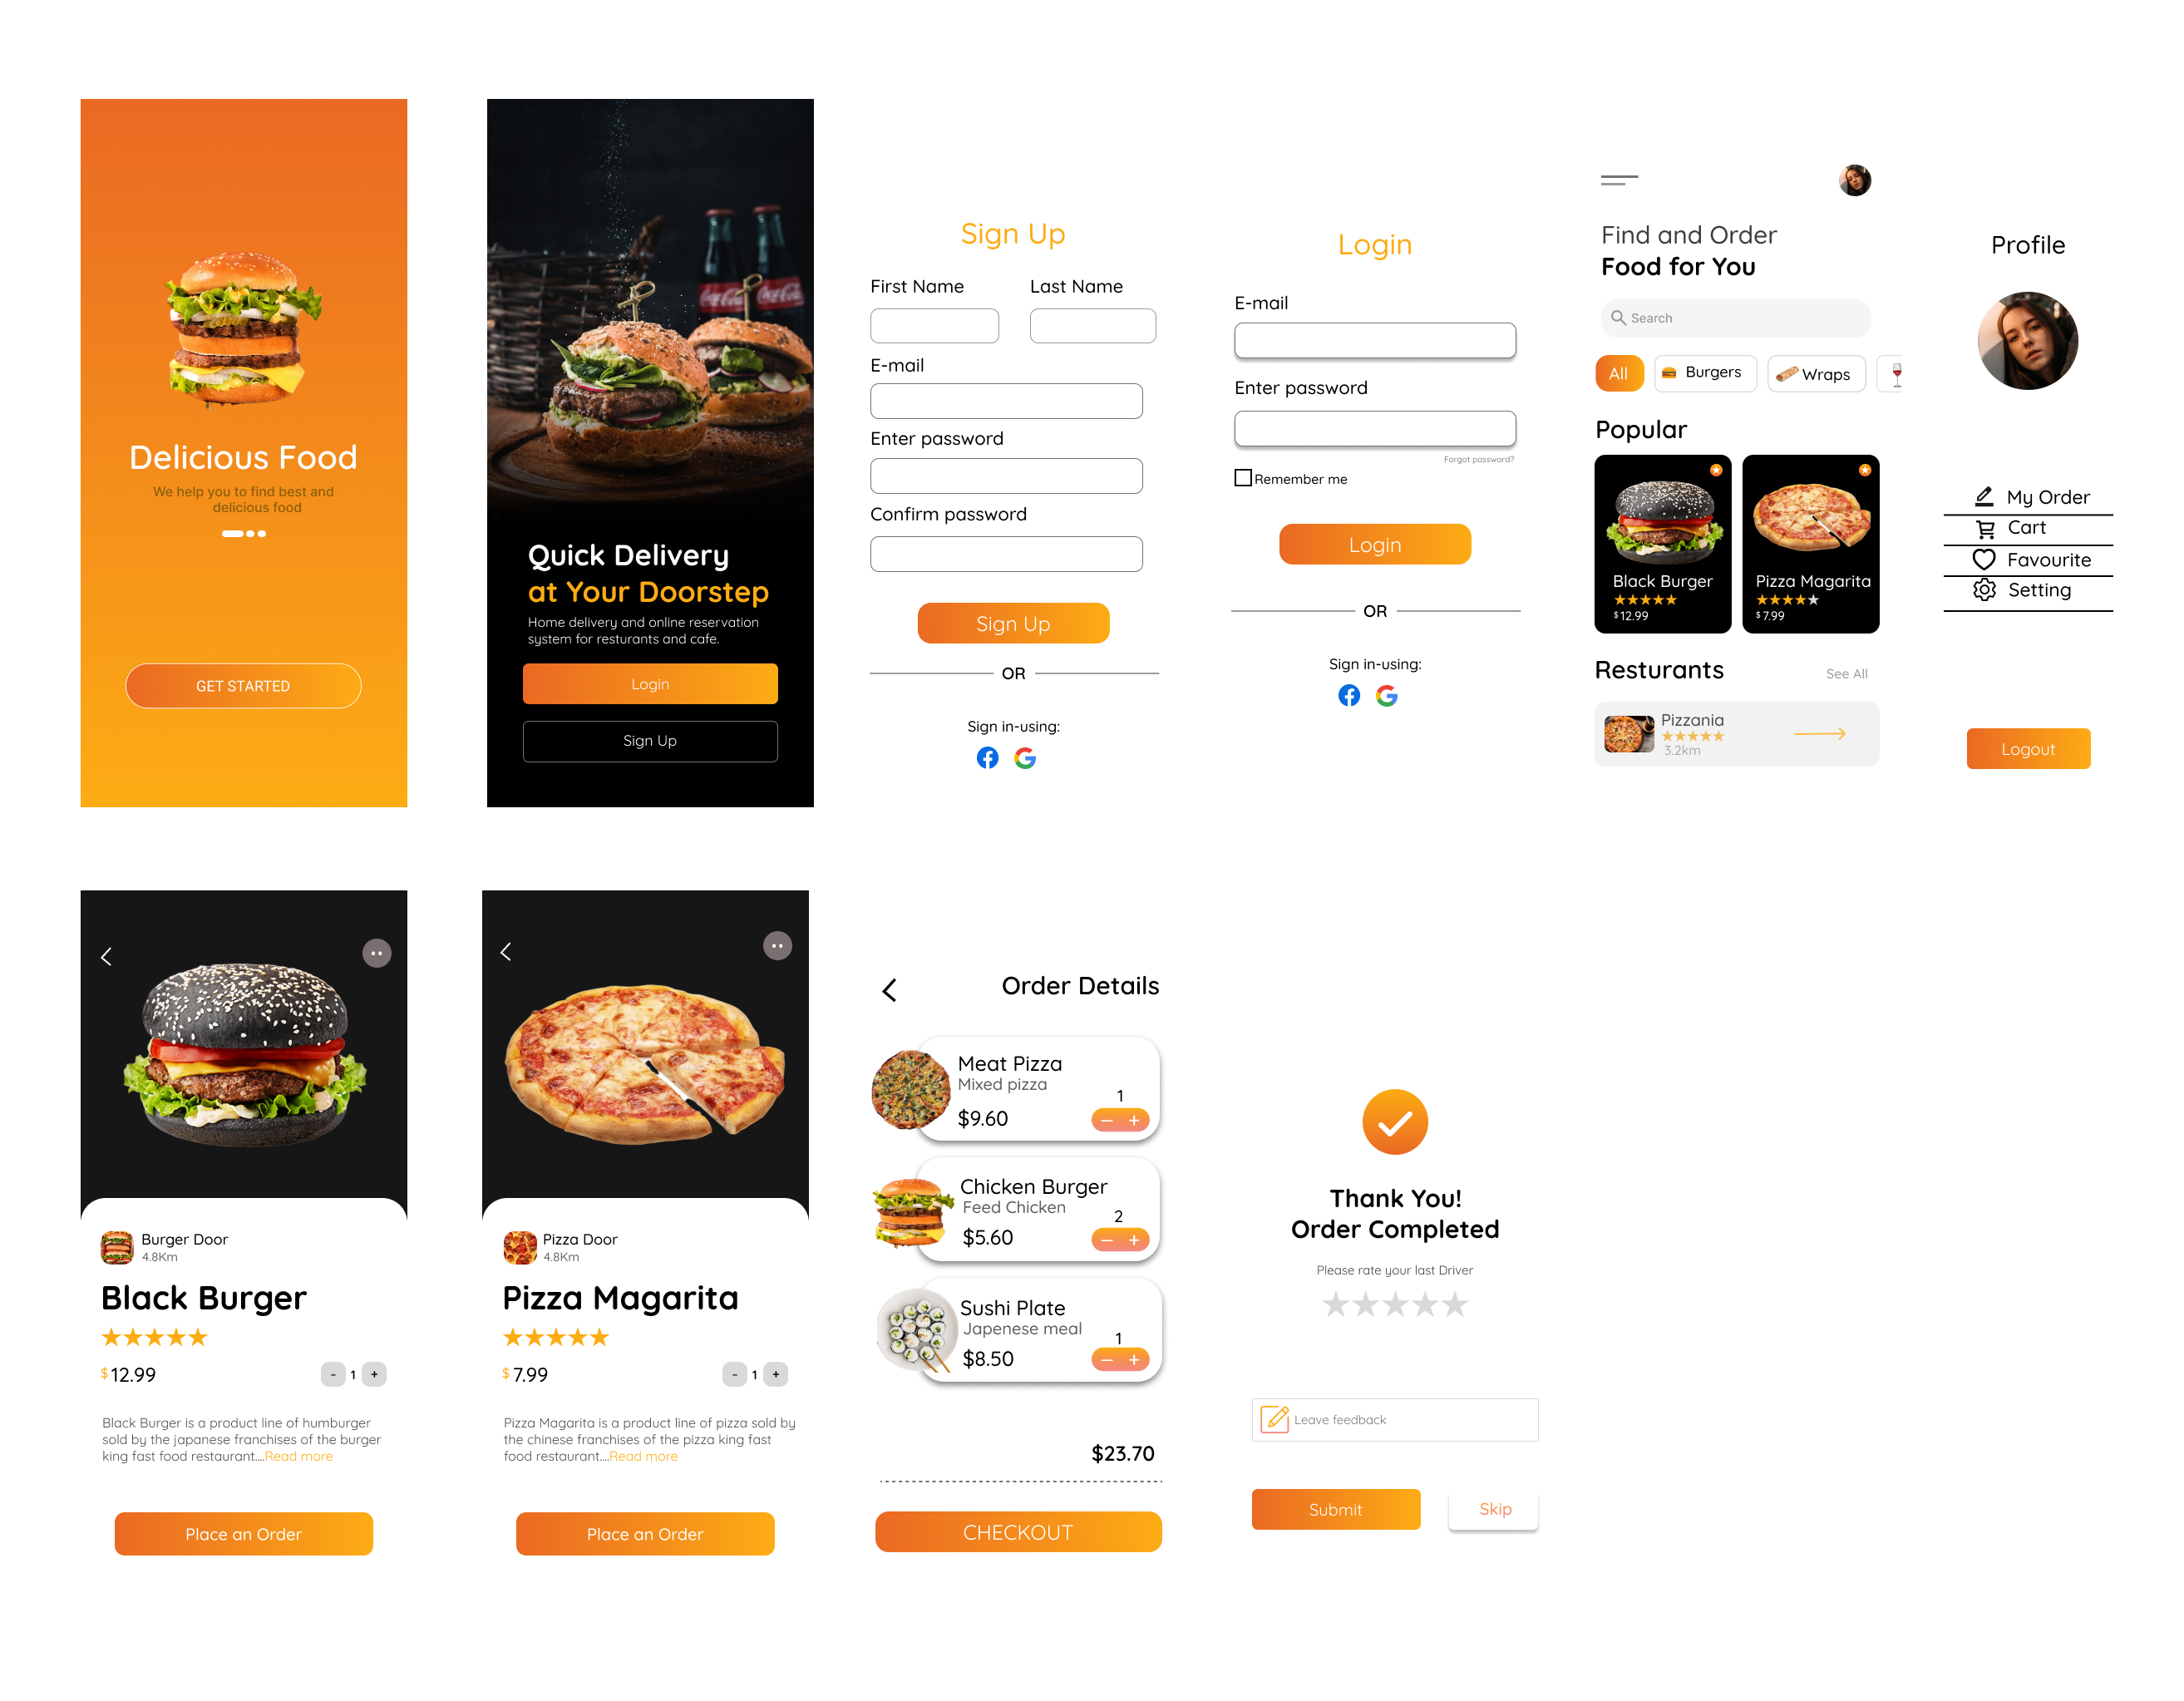 Delicious Food
We help you to find best and
delicious food
GET STARTED
Coca-Cola
Quick Delivery
at Your Doorstep
Home delivery and online reservation
system for resturants and cafe.
Login
Sign Up
Sign Up
First Name Last Name
E-mail
Enter password
Confirm password
Sign Up
OR
Sign in-using:
Login
E-mail
Enter password
Forgot password?
Remember me
Login
OR
Sign in-using:
Find and Order
Food for You
Search
All Burgers Wraps
Popular
Black Burger
$12.99
Pizza Magarita
$7.99
Resturants See All
Pizzania
3.2km
Profile
My Order
Cart
Favourite
Setting
Logout
Burger Door
4.8Km
Black Burger
$12.99 - 1 +
Black Burger is a product line of humburger
sold by the japanese franchises of the burger
king fast food restaurant....Read more
Place an Order
Pizza Door
4.8Km
Pizza Magarita
$7.99 - 1 +
Pizza Magarita is a product line of pizza sold by
the chinese franchises of the pizza king fast
food restaurant....Read more
Place an Order
Order Details
Meat Pizza
Mixed pizza
1
$9.60 − +
Chicken Burger
Feed Chicken
2
$5.60 − +
Sushi Plate
Japenese meal
1
$8.50 − +
$23.70
CHECKOUT
Thank You!
Order Completed
Please rate your last Driver
Leave feedback
Submit Skip